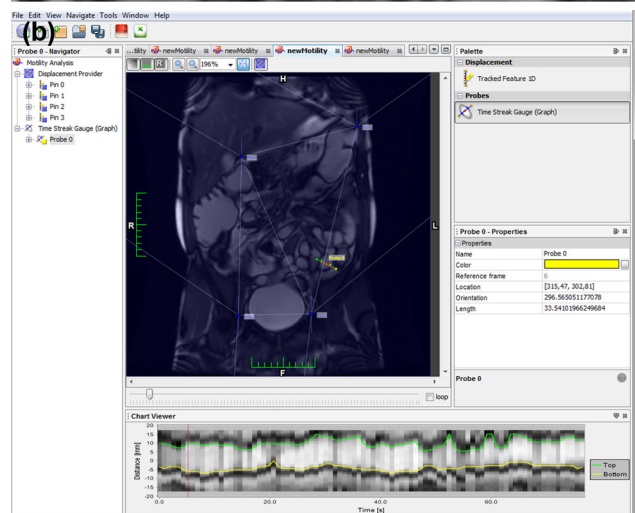 File Edit View Navigate Tools Window Help
(b)
Probe 0 - Navigator
Motility Analysis
Displacement Provider
Pin 0
Pin 1
Pin 2
Pin 3
Time Streak Gauge (Graph)
Probe 0
...tility newMotility newMotility newMotility newMotility
R 196%
H
R
L
F
Probe 0
loop
Palette
Displacement
Tracked Feature 1D
Probes
Time Streak Gauge (Graph)
Probe 0 - Properties
Properties
Name Probe 0
Color
Reference frame 0
Location [315,47, 302,81]
Orientation 296.565051177078
Length 33.54101966249684
Probe 0
Chart Viewer
Distance [mm]
20
15
10
5
0
-5
-10
-15
-20
0.0 20.0 40.0 60.0
Time [s]
Top
Bottom